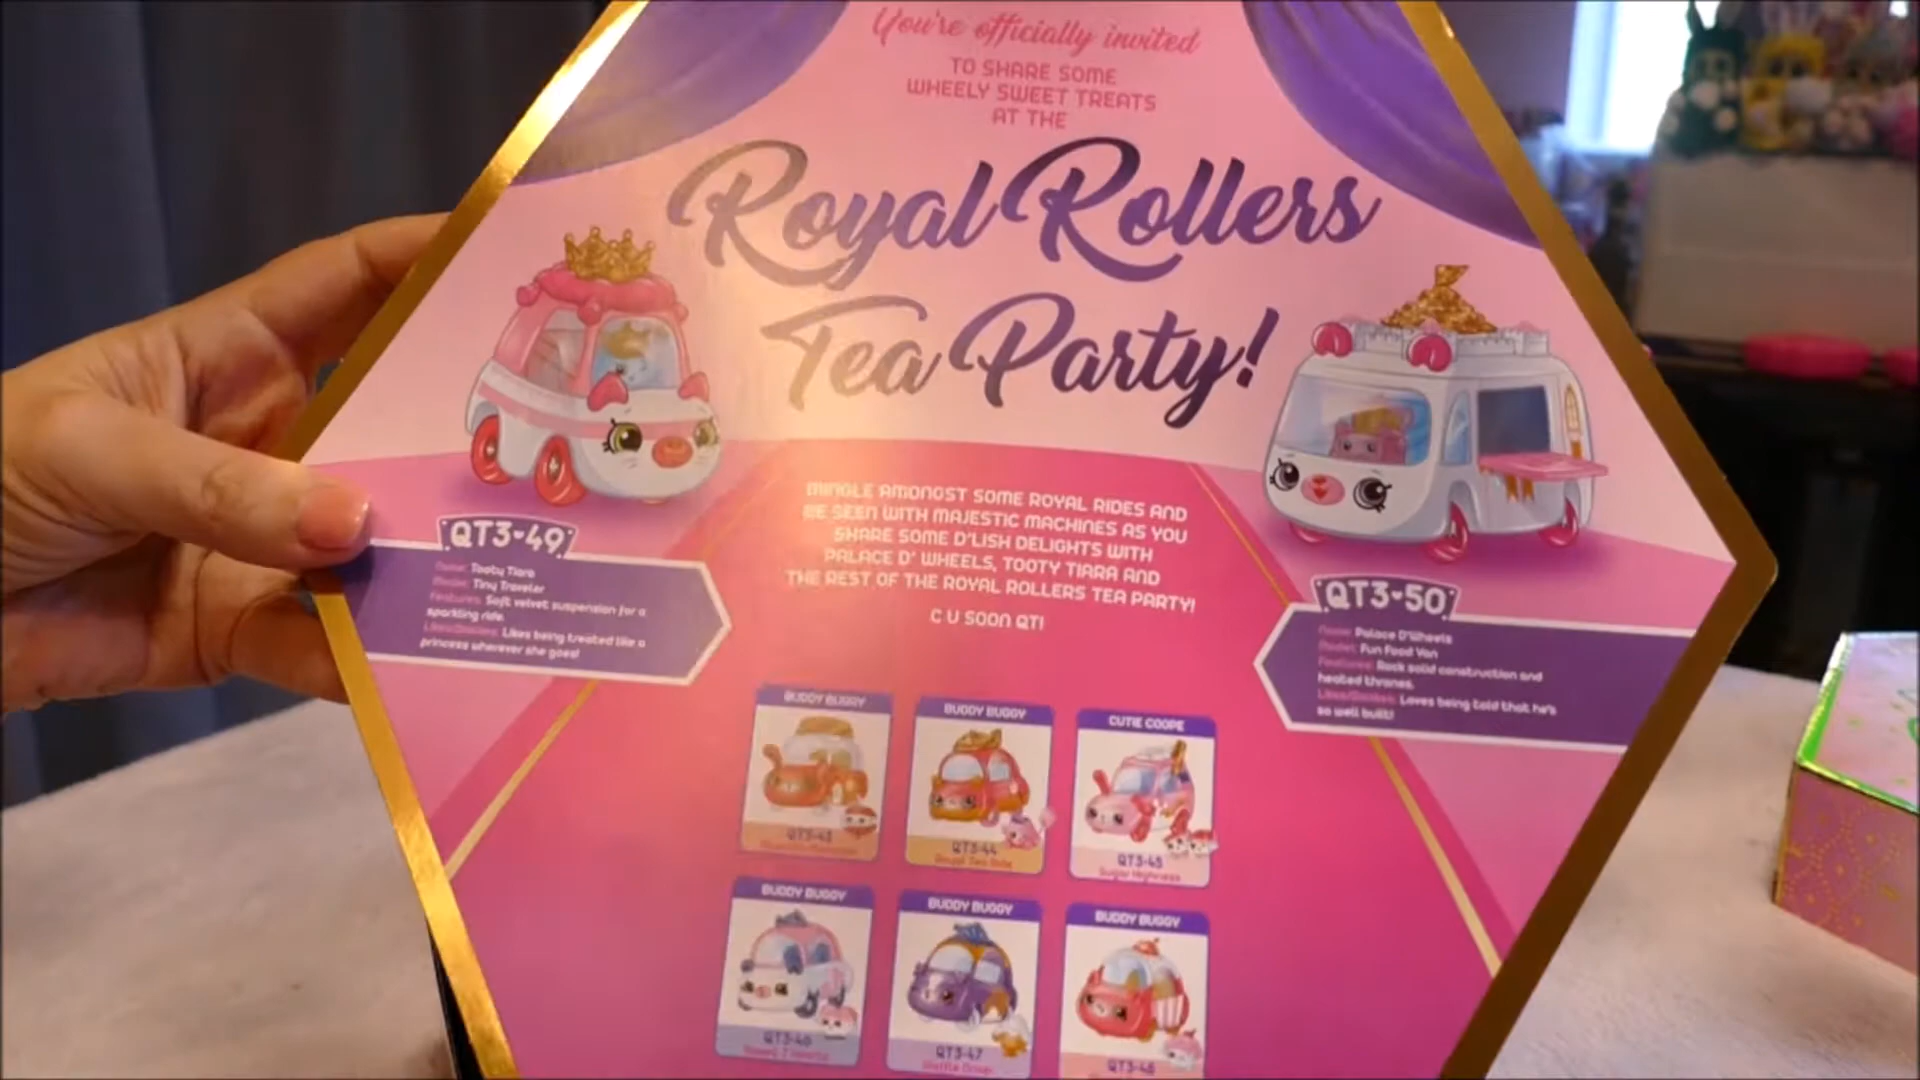 You're officially invited
TO SHARE SOME
WHEELY SWEET TREATS
AT THE
Royal Rollers
Tea Party!
MINGLE AMONGST SOME ROYAL RIDES AND
BE SEEN WITH MAJESTIC MACHINES AS YOU
SHARE SOME D'LISH DELIGHTS WITH
PALACE D' WHEELS, TOOTY TIARA AND
THE REST OF THE ROYAL ROLLERS TEA PARTY!
C U SOON QT!
QT3-49
Name: Tooty Tiara
Model: Tiny Traveler
Features: Soft velvet suspension for a
sparkling ride.
Likes/Dislikes: Likes being treated like a
princess wherever she goes!
QT3-50
Name: Palace D'Wheels
Model: Fun Food Van
Features: Rock solid construction and
heated thrones.
Likes/Dislikes: Loves being told that he's
so well built!
BUDDY BUGGY
QT3-43
BUDDY BUGGY
QT3-44
Royal Tea Ride
CUTIE COOPE
QT3-45
Sugar Highness
BUDDY BUGGY
QT3-46
BUDDY BUGGY
QT3-47
BUDDY BUGGY
QT3-48